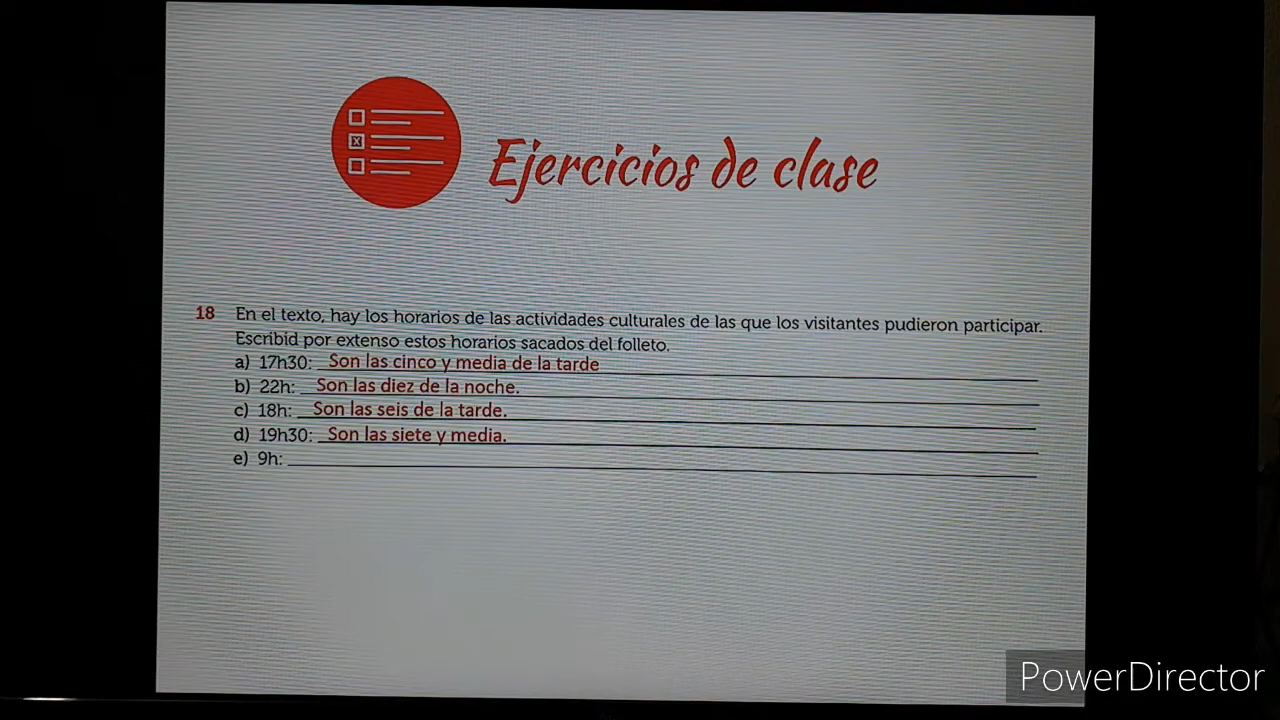 Ejercicios de clase
18 En el texto, hay los horarios de las actividades culturales de las que los visitantes pudieron participar.
Escribid por extenso estos horarios sacados del folleto.
a) 17h30: Son las cinco y media de la tarde
b) 22h: Son las diez de la noche.
c) 18h: Son las seis de la tarde.
d) 19h30: Son las siete y media.
e) 9h:
PowerDirector